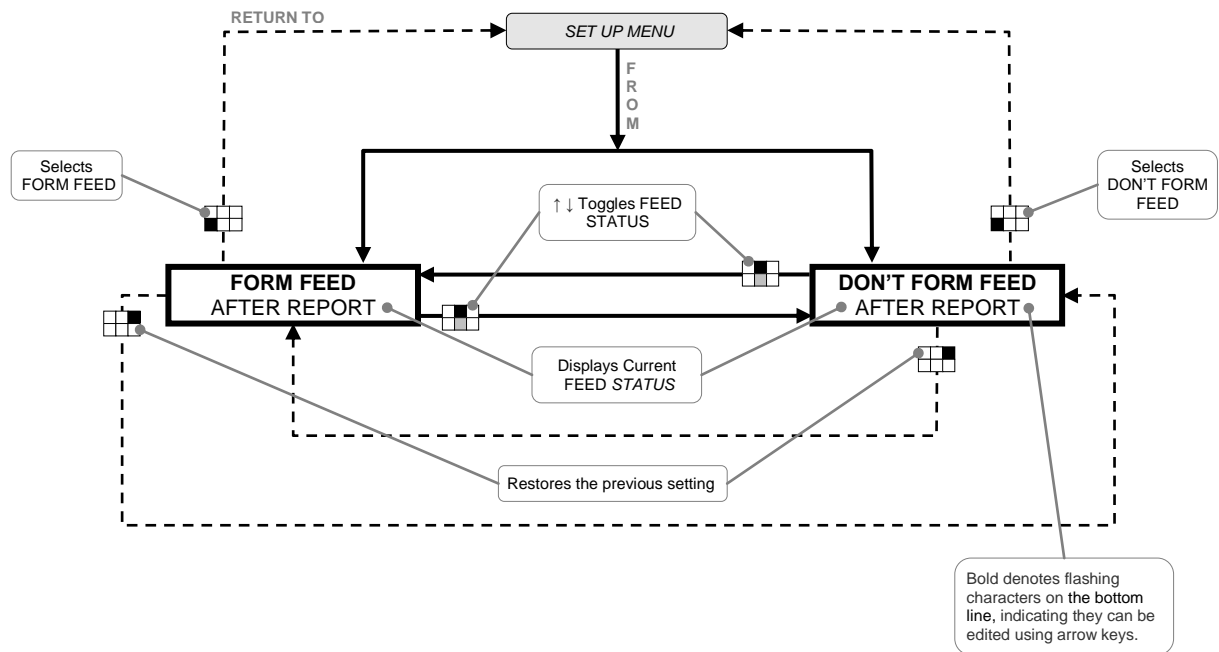 RETURN TO
SET UP MENU
F
R
O
M
Selects
FORM FEED
↑↓ Toggles FEED
STATUS
Selects
DON'T FORM
FEED
FORM FEED
AFTER REPORT
DON'T FORM FEED
AFTER REPORT
Displays Current
FEED STATUS
Restores the previous setting
Bold denotes flashing
characters on the bottom
line, indicating they can be
edited using arrow keys.